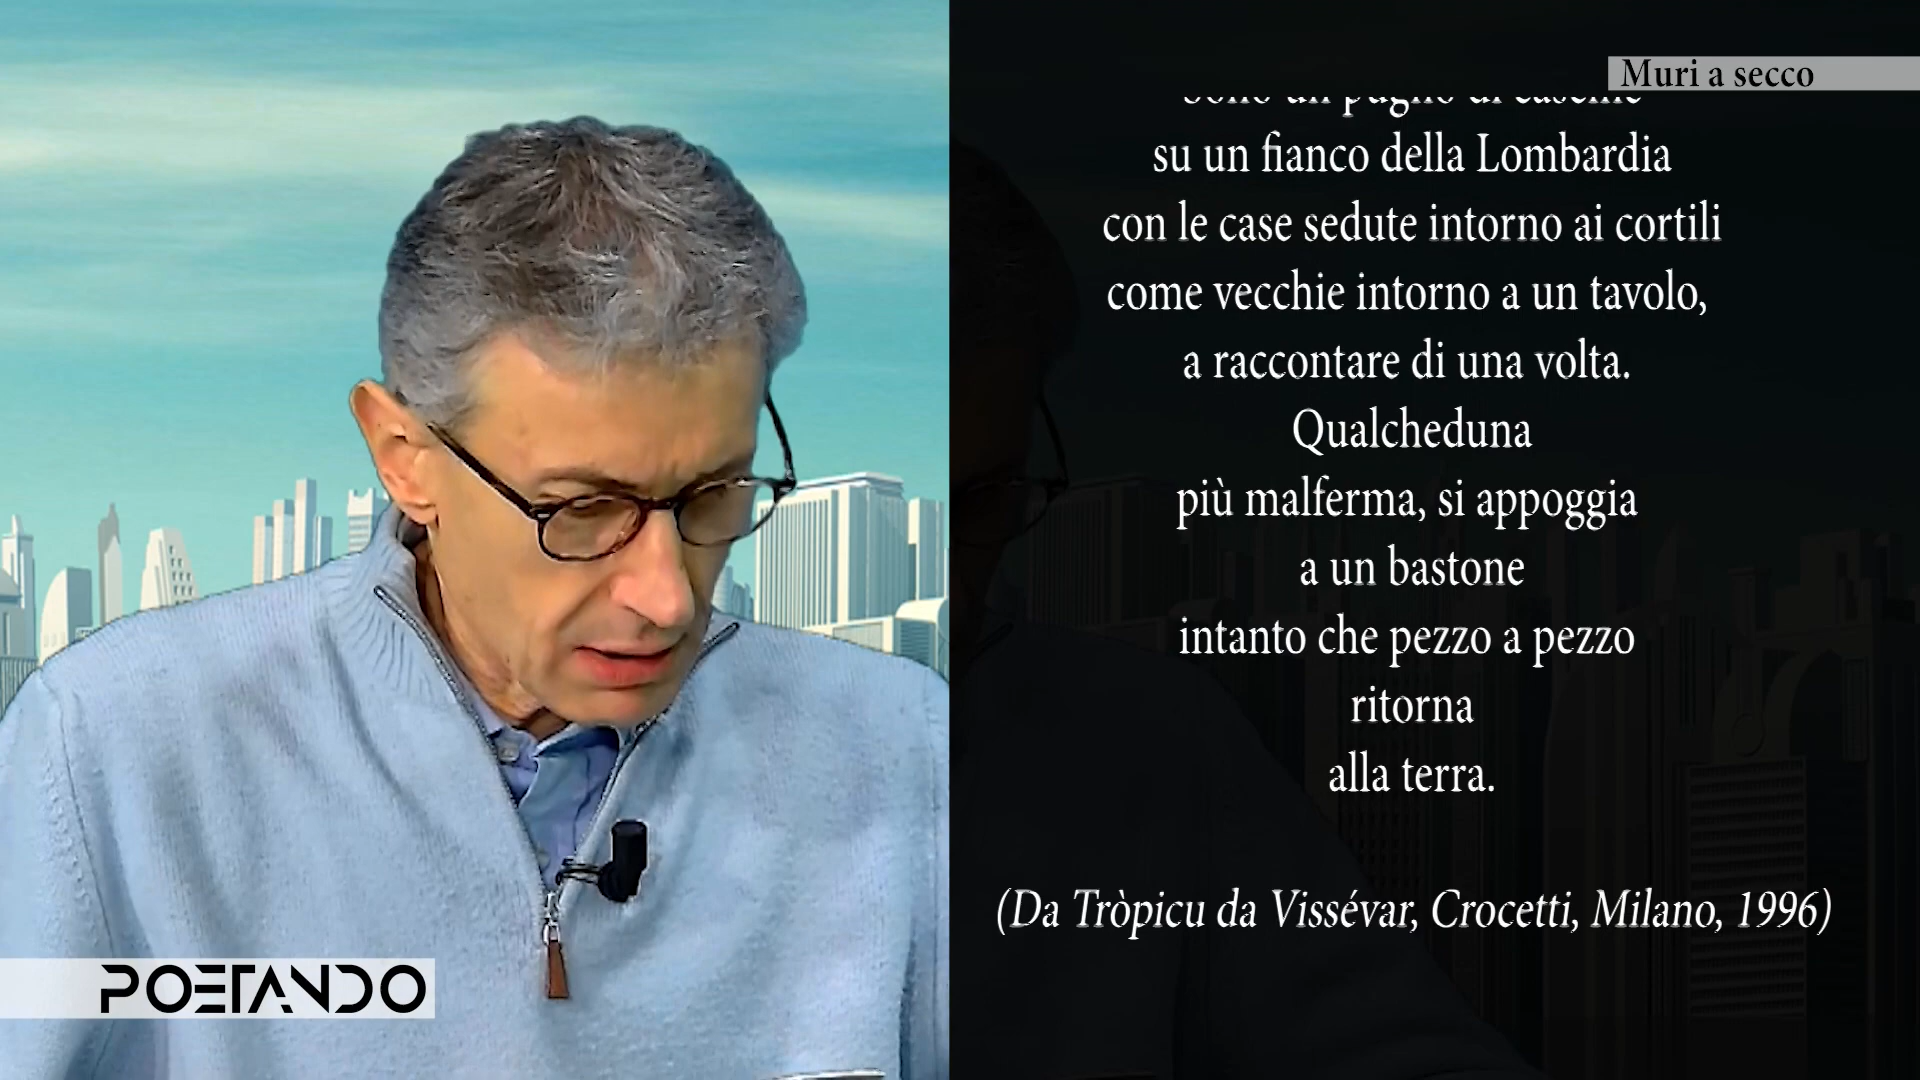 Muri a secco
su un fianco della Lombardia
con le case sedute intorno ai cortili
come vecchie intorno a un tavolo,
a raccontare di una volta.
Qualcheduna
più malferma, si appoggia
a un bastone
intanto che pezzo a pezzo
ritorna
alla terra.
(Da Tròpicu da Vissévar, Crocetti, Milano, 1996)
POETANDO